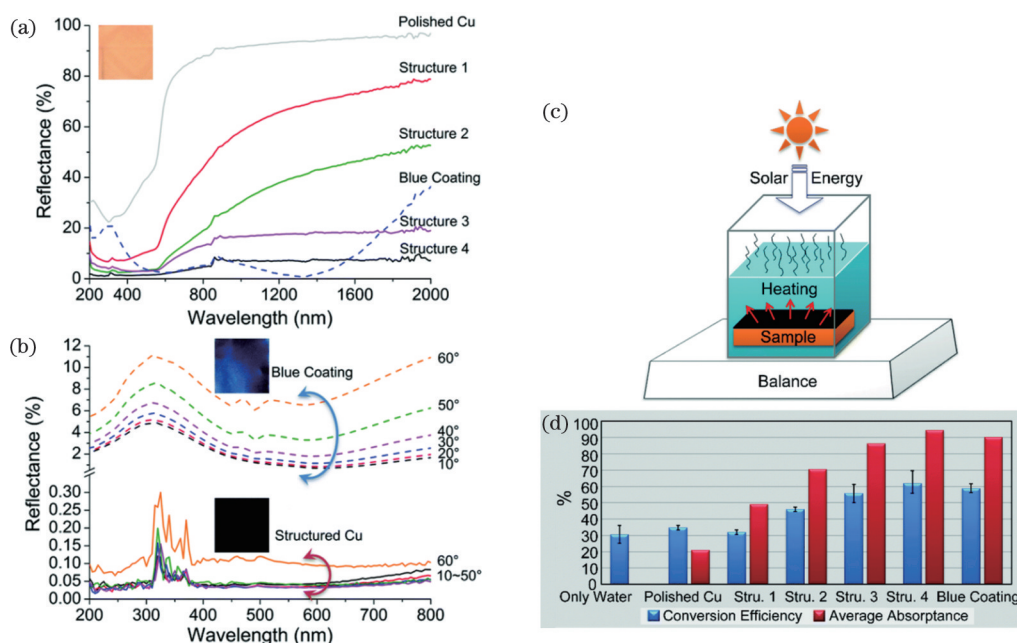 (a)
100
80
60
40
20
0
Reflectance (%)
Polished Cu
Structure 1
Structure 2
Blue Coating
Structure 3
Structure 4
200 400 800 1200 1600 2000
Wavelength (nm)
(b)
12
10
8
6
4
2
0.30
0.25
0.20
0.15
0.10
0.05
0.00
Reflectance (%)
Blue Coating
60°
50°
40°
30°
20°
10°
Structured Cu
60°
10~50°
200 300 400 500 600 700 800
Wavelength (nm)
(c)
Solar Energy
Heating
Sample
Balance
(d)
100
90
80
70
60
50
40
30
20
10
0
%
Only Water Polished Cu Stru. 1 Stru. 2 Stru. 3 Stru. 4 Blue Coating
Conversion Efficiency Average Absorptance